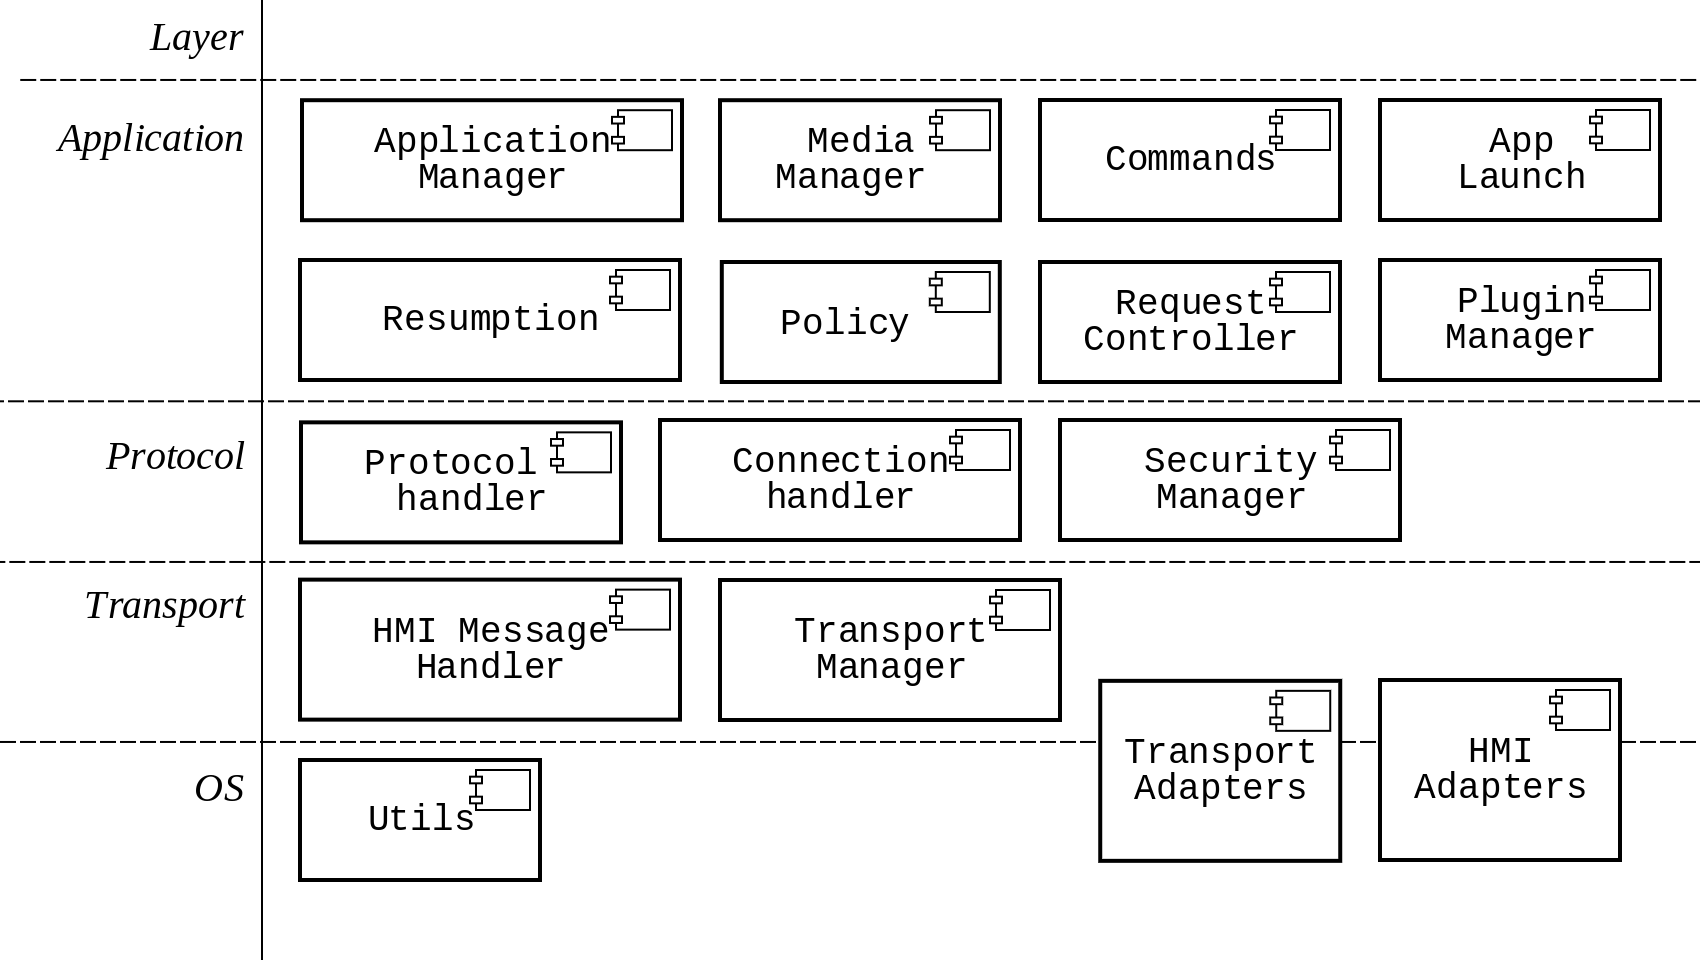 Layer
Application
Application
Manager
Media
Manager
Commands
App
Launch
Resumption
Policy
Request
Controller
Plugin
Manager
Protocol
Protocol
handler
Connection
handler
Security
Manager
Transport
HMI Message
Handler
Transport
Manager
Transport
Adapters
HMI
Adapters
OS
Utils